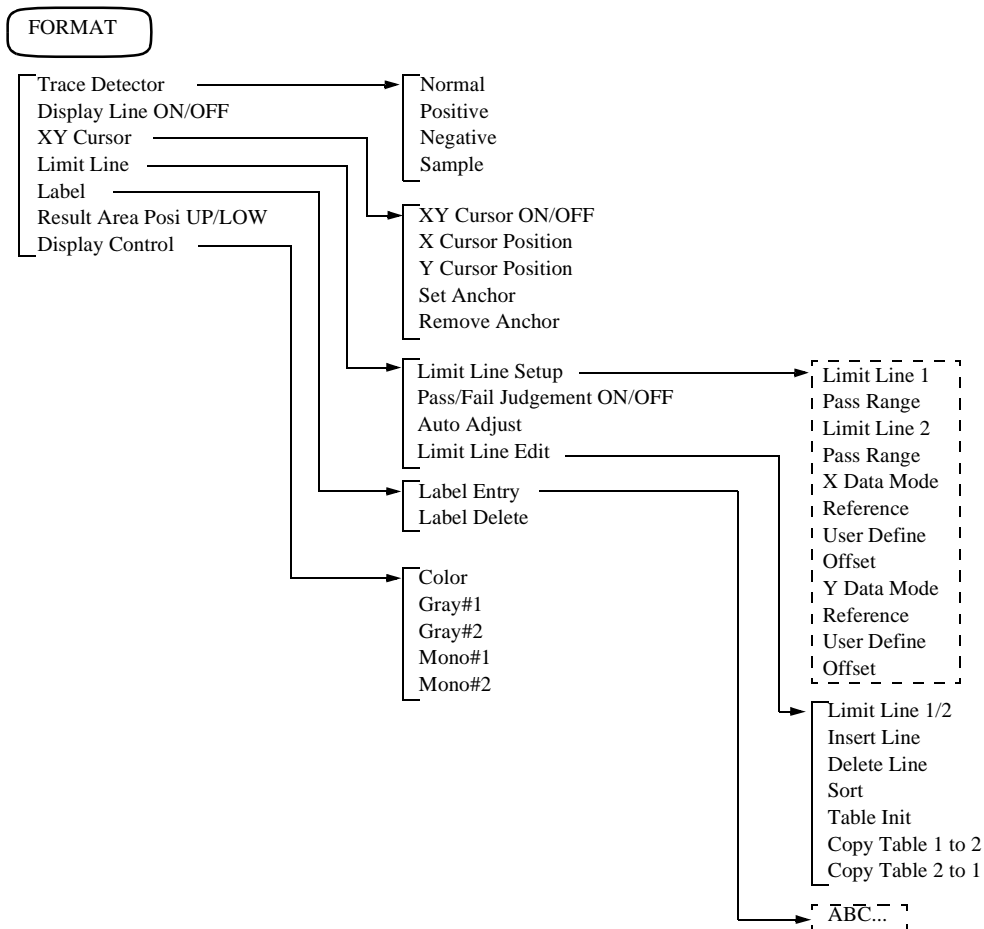 FORMAT
Trace Detector
Display Line ON/OFF
XY Cursor
Limit Line
Label
Result Area Posi UP/LOW
Display Control
Normal
Positive
Negative
Sample
XY Cursor ON/OFF
X Cursor Position
Y Cursor Position
Set Anchor
Remove Anchor
Limit Line Setup
Pass/Fail Judgement ON/OFF
Auto Adjust
Limit Line Edit
Label Entry
Label Delete
Color
Gray#1
Gray#2
Mono#1
Mono#2
Limit Line 1
Pass Range
Limit Line 2
Pass Range
X Data Mode
Reference
User Define
Offset
Y Data Mode
Reference
User Define
Offset
Limit Line 1/2
Insert Line
Delete Line
Sort
Table Init
Copy Table 1 to 2
Copy Table 2 to 1
ABC...